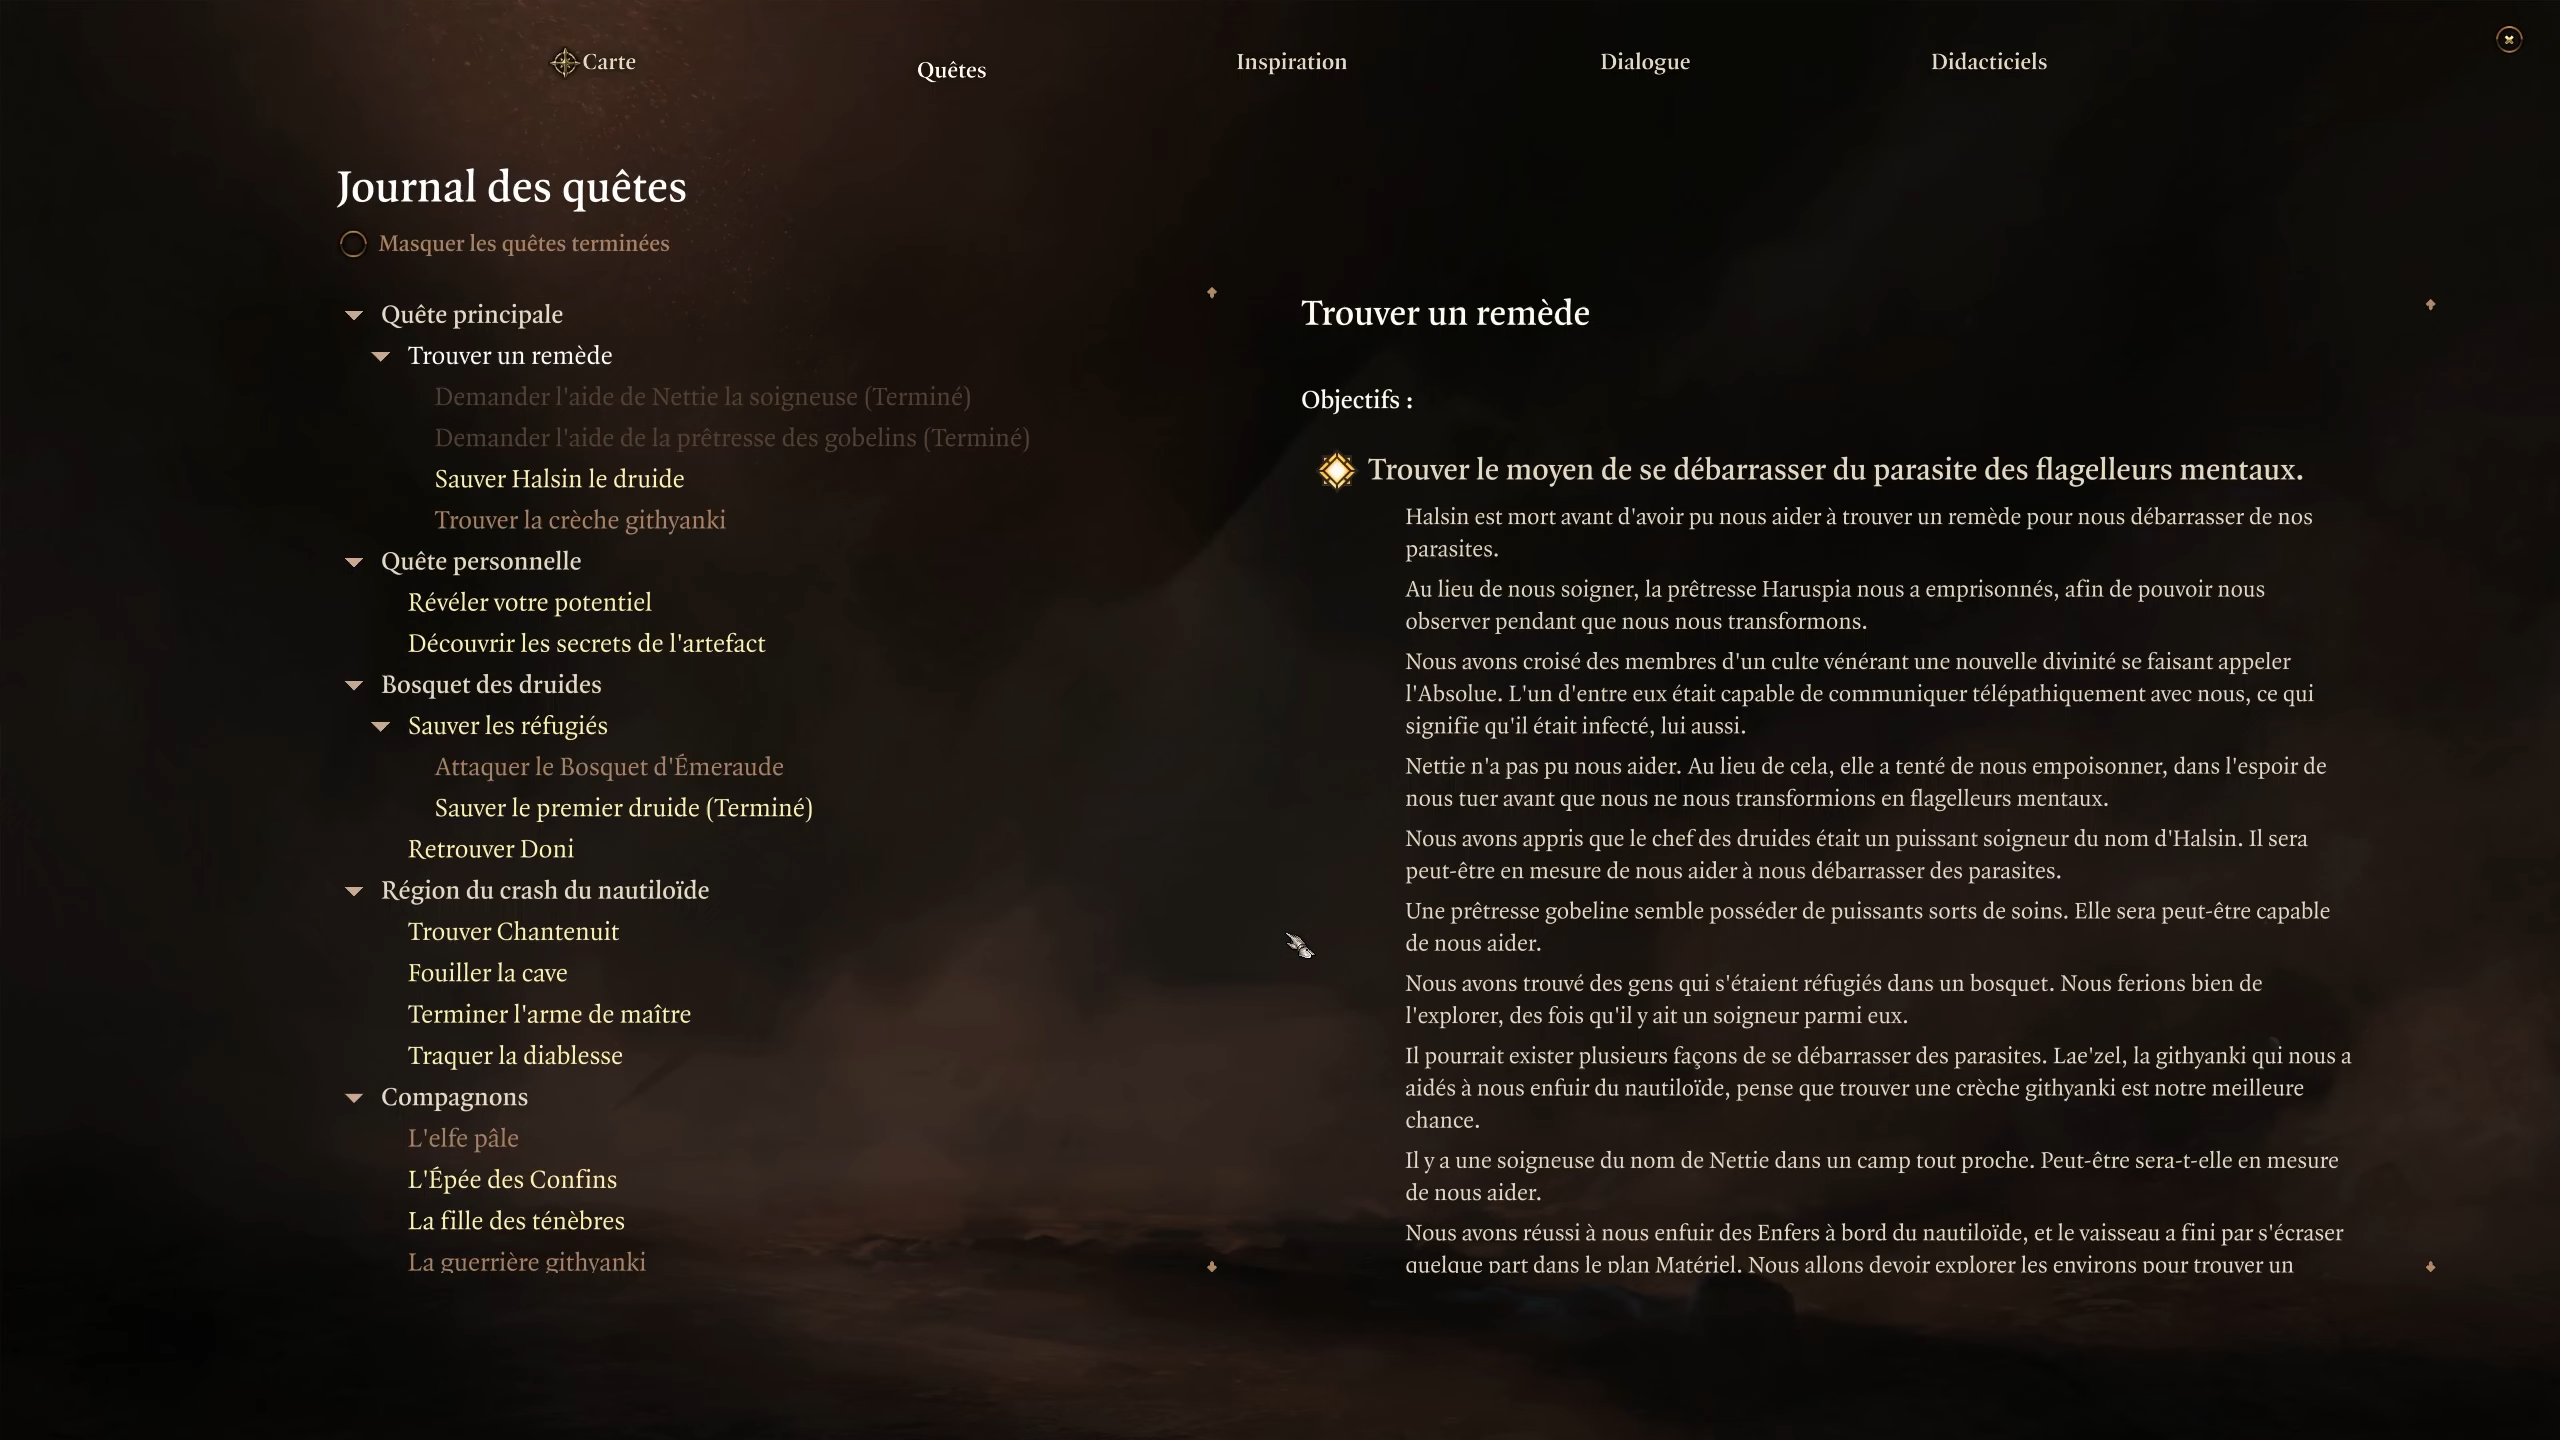 Carte
Quêtes
Inspiration
Dialogue
Didacticiels
Journal des quêtes
Masquer les quêtes terminées
Quête principale
Trouver un remède
Demander l'aide de Nettie la soigneuse (Terminé)
Demander l'aide de la prêtresse des gobelins (Terminé)
Sauver Halsin le druide
Trouver la crèche githyanki
Quête personnelle
Révéler votre potentiel
Découvrir les secrets de l'artefact
Bosquet des druides
Sauver les réfugiés
Attaquer le Bosquet d'Émeraude
Sauver le premier druide (Terminé)
Retrouver Doni
Région du crash du nautiloïde
Trouver Chantenuit
Fouiller la cave
Terminer l'arme de maître
Traquer la diablesse
Compagnons
L'elfe pâle
L'Épée des Confins
La fille des ténèbres
La guerrière githyanki
Trouver un remède
Objectifs :
Trouver le moyen de se débarrasser du parasite des flagelleurs mentaux.
Halsin est mort avant d'avoir pu nous aider à trouver un remède pour nous débarrasser de nos
parasites.
Au lieu de nous soigner, la prêtresse Haruspia nous a emprisonnés, afin de pouvoir nous
observer pendant que nous nous transformons.
Nous avons croisé des membres d'un culte vénérant une nouvelle divinité se faisant appeler
l'Absolue. L'un d'entre eux était capable de communiquer télépathiquement avec nous, ce qui
signifie qu'il était infecté, lui aussi.
Nettie n'a pas pu nous aider. Au lieu de cela, elle a tenté de nous empoisonner, dans l'espoir de
nous tuer avant que nous ne nous transformions en flagelleurs mentaux.
Nous avons appris que le chef des druides était un puissant soigneur du nom d'Halsin. Il sera
peut-être en mesure de nous aider à nous débarrasser des parasites.
Une prêtresse gobeline semble posséder de puissants sorts de soins. Elle sera peut-être capable
de nous aider.
Nous avons trouvé des gens qui s'étaient réfugiés dans un bosquet. Nous ferions bien de
l'explorer, des fois qu'il y ait un soigneur parmi eux.
Il pourrait exister plusieurs façons de se débarrasser des parasites. Lae'zel, la githyanki qui nous a
aidés à nous enfuir du nautiloïde, pense que trouver une crèche githyanki est notre meilleure
chance.
Il y a une soigneuse du nom de Nettie dans un camp tout proche. Peut-être sera-t-elle en mesure
de nous aider.
Nous avons réussi à nous enfuir des Enfers à bord du nautiloïde, et le vaisseau a fini par s'écraser
quelque part dans le plan Matériel. Nous allons devoir explorer les environs pour trouver un